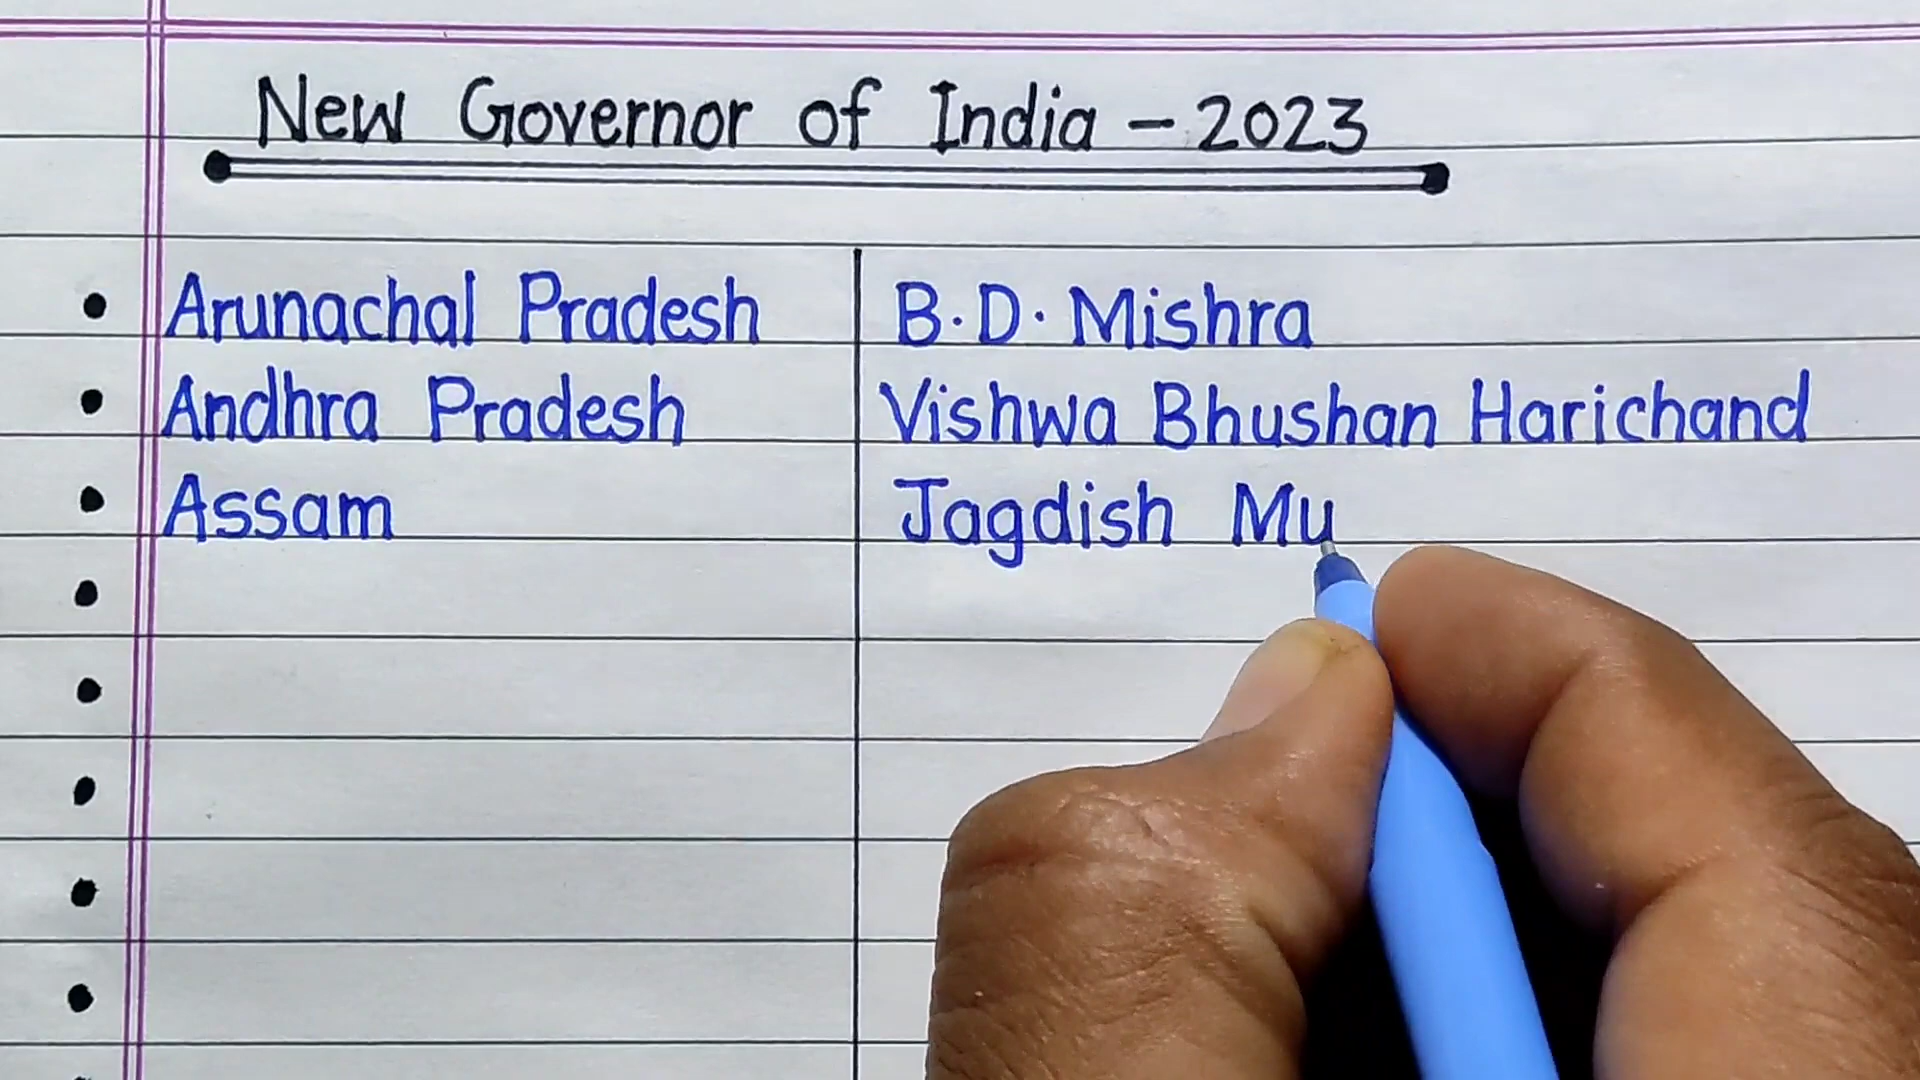 New Governor of India - 2023
• Arunachal Pradesh B.D. Mishra
• Andhra Pradesh Vishwa Bhushan Harichand
• Assam Jagdish Mu